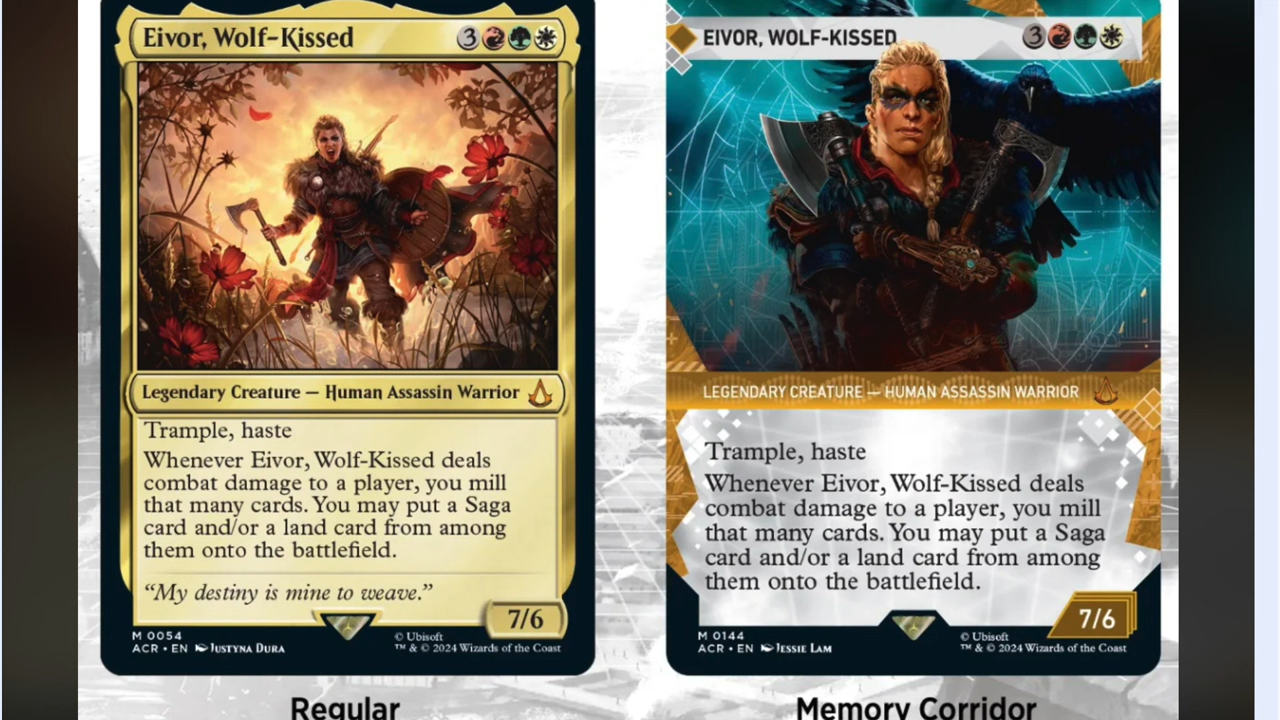 Eivor, Wolf-Kissed
3
Legendary Creature — Human Assassin Warrior
Trample, haste
Whenever Eivor, Wolf-Kissed deals
combat damage to a player, you mill
that many cards. You may put a Saga
card and/or a land card from among
them onto the battlefield.
“My destiny is mine to weave.”
7/6
M 0054
ACR • EN Justyna Dura
© Ubisoft
™ & © 2024 Wizards of the Coast
Regular
EIVOR, WOLF-KISSED
3
LEGENDARY CREATURE — HUMAN ASSASSIN WARRIOR
Trample, haste
Whenever Eivor, Wolf-Kissed deals
combat damage to a player, you mill
that many cards. You may put a Saga
card and/or a land card from among
them onto the battlefield.
7/6
M 0144
ACR • EN Jessie Lam
© Ubisoft
™ & © 2024 Wizards of the Coast
Memory Corridor